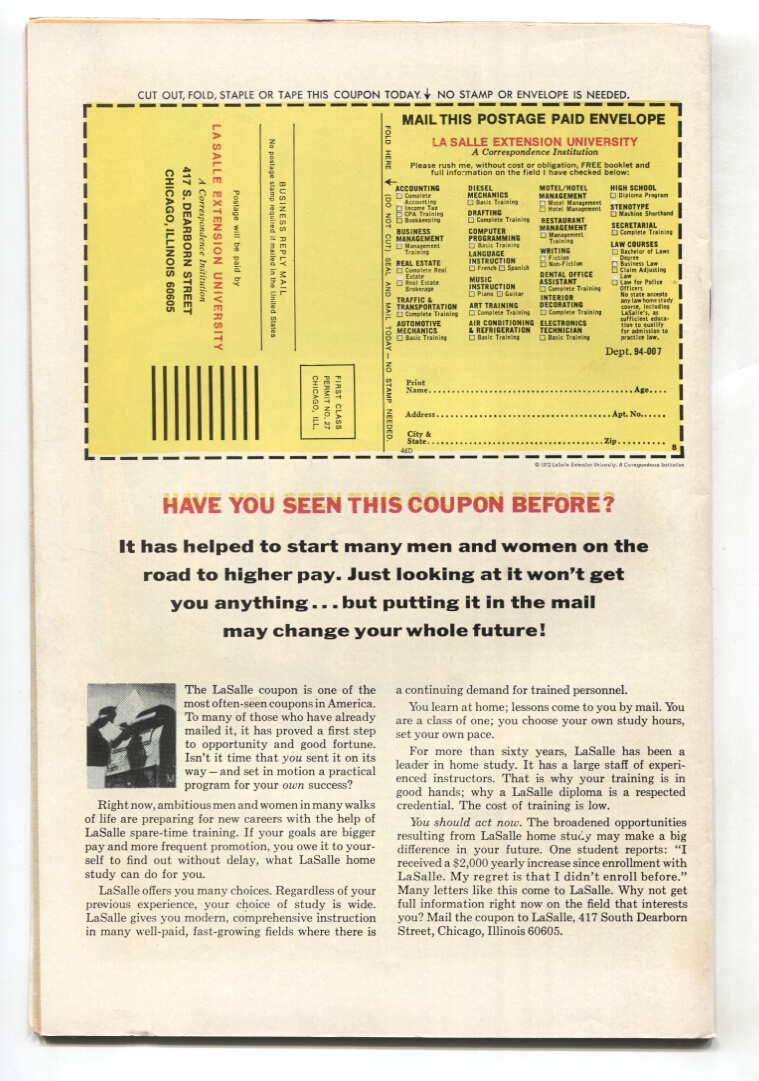 CUT OUT, FOLD, STAPLE OR TAPE THIS COUPON TODAY. ↓ NO STAMP OR ENVELOPE IS NEEDED.
Postage will be paid by
LA SALLE EXTENSION UNIVERSITY
A Correspondence Institution
417 S. DEARBORN STREET
CHICAGO, ILLINOIS 60605
BUSINESS REPLY MAIL
No postage stamp required if mailed in the United States
FIRST CLASS
PERMIT NO. 27
CHICAGO, ILL.
FOLD HERE → (DO NOT CUT) SEAL AND MAIL TODAY — NO STAMP NEEDED.
MAIL THIS POSTAGE PAID ENVELOPE
LA SALLE EXTENSION UNIVERSITY
A Correspondence Institution
Please rush me, without cost or obligation, FREE booklet and
full information on the field I have checked below:
ACCOUNTING
☐ Complete
Accounting
☐ Income Tax
☐ CPA Training
☐ Bookkeeping
BUSINESS
MANAGEMENT
☐ Management
Training
REAL ESTATE
☐ Complete Real
Estate
☐ Real Estate
Brokerage
TRAFFIC &
TRANSPORTATION
☐ Complete Training
AUTOMOTIVE
MECHANICS
☐ Basic Training
DIESEL
MECHANICS
☐ Basic Training
DRAFTING
☐ Complete Training
COMPUTER
PROGRAMMING
☐ Basic Training
LANGUAGE
INSTRUCTION
☐ French ☐ Spanish
MUSIC
INSTRUCTION
☐ Piano ☐ Guitar
ART TRAINING
☐ Complete Training
AIR CONDITIONING
& REFRIGERATION
☐ Basic Training
MOTEL/HOTEL
MANAGEMENT
☐ Motel Management
☐ Hotel Management
RESTAURANT
MANAGEMENT
☐ Management
Training
WRITING
☐ Fiction
☐ Non-Fiction
DENTAL OFFICE
ASSISTANT
☐ Complete Training
INTERIOR
DECORATING
☐ Complete Training
ELECTRONICS
TECHNICIAN
☐ Basic Training
HIGH SCHOOL
☐ Diploma Program
STENOTYPE
☐ Machine Shorthand
SECRETARIAL
☐ Complete Training
LAW COURSES
☐ Bachelor of Laws
Degree
☐ Business Law
☐ Claim Adjusting
Law
☐ Law for Police
Officers
No state accepts
any law home study
course, including
LaSalle's, as
sufficient educa-
tion to qualify
for admission to
practice law.
Dept. 94-007
Print
Name........................................Age....
Address....................................Apt. No......
City &
State....................................Zip..........
46D
B
© 1972 LaSalle Extension University. A Correspondence Institution
HAVE YOU SEEN THIS COUPON BEFORE?
It has helped to start many men and women on the
road to higher pay. Just looking at it won't get
you anything...but putting it in the mail
may change your whole future!
The LaSalle coupon is one of the
most often-seen coupons in America.
To many of those who have already
mailed it, it has proved a first step
to opportunity and good fortune.
Isn't it time that you sent it on its
way — and set in motion a practical
program for your own success?
Right now, ambitious men and women in many walks
of life are preparing for new careers with the help of
LaSalle spare-time training. If your goals are bigger
pay and more frequent promotion, you owe it to your-
self to find out without delay, what LaSalle home
study can do for you.
LaSalle offers you many choices. Regardless of your
previous experience, your choice of study is wide.
LaSalle gives you modern, comprehensive instruction
in many well-paid, fast-growing fields where there is
a continuing demand for trained personnel.
You learn at home; lessons come to you by mail. You
are a class of one; you choose your own study hours,
set your own pace.
For more than sixty years, LaSalle has been a
leader in home study. It has a large staff of experi-
enced instructors. That is why your training is in
good hands; why a LaSalle diploma is a respected
credential. The cost of training is low.
You should act now. The broadened opportunities
resulting from LaSalle home study may make a big
difference in your future. One student reports: "I
received a $2,000 yearly increase since enrollment with
LaSalle. My regret is that I didn't enroll before."
Many letters like this come to LaSalle. Why not get
full information right now on the field that interests
you? Mail the coupon to LaSalle, 417 South Dearborn
Street, Chicago, Illinois 60605.